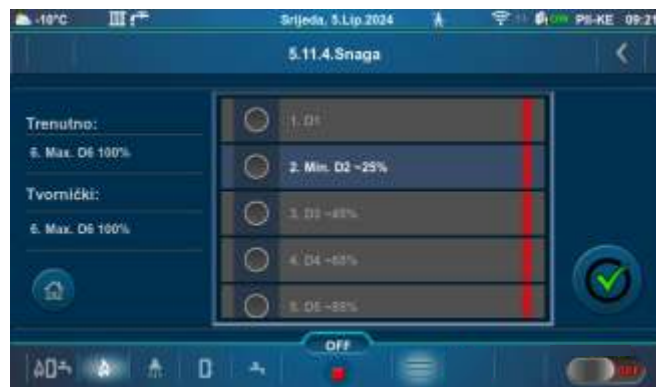 -10°C
Srijeda, 5.Lip.2024
PII-KE 09:21
5.11.4.Snaga
Trenutno:
6. Max. D6 100%
Tvornički:
6. Max. D6 100%
1. D1
2. Min. D2 ~25%
3. D3 ~45%
4. D4 ~65%
5. D5 ~85%
OFF
OFF